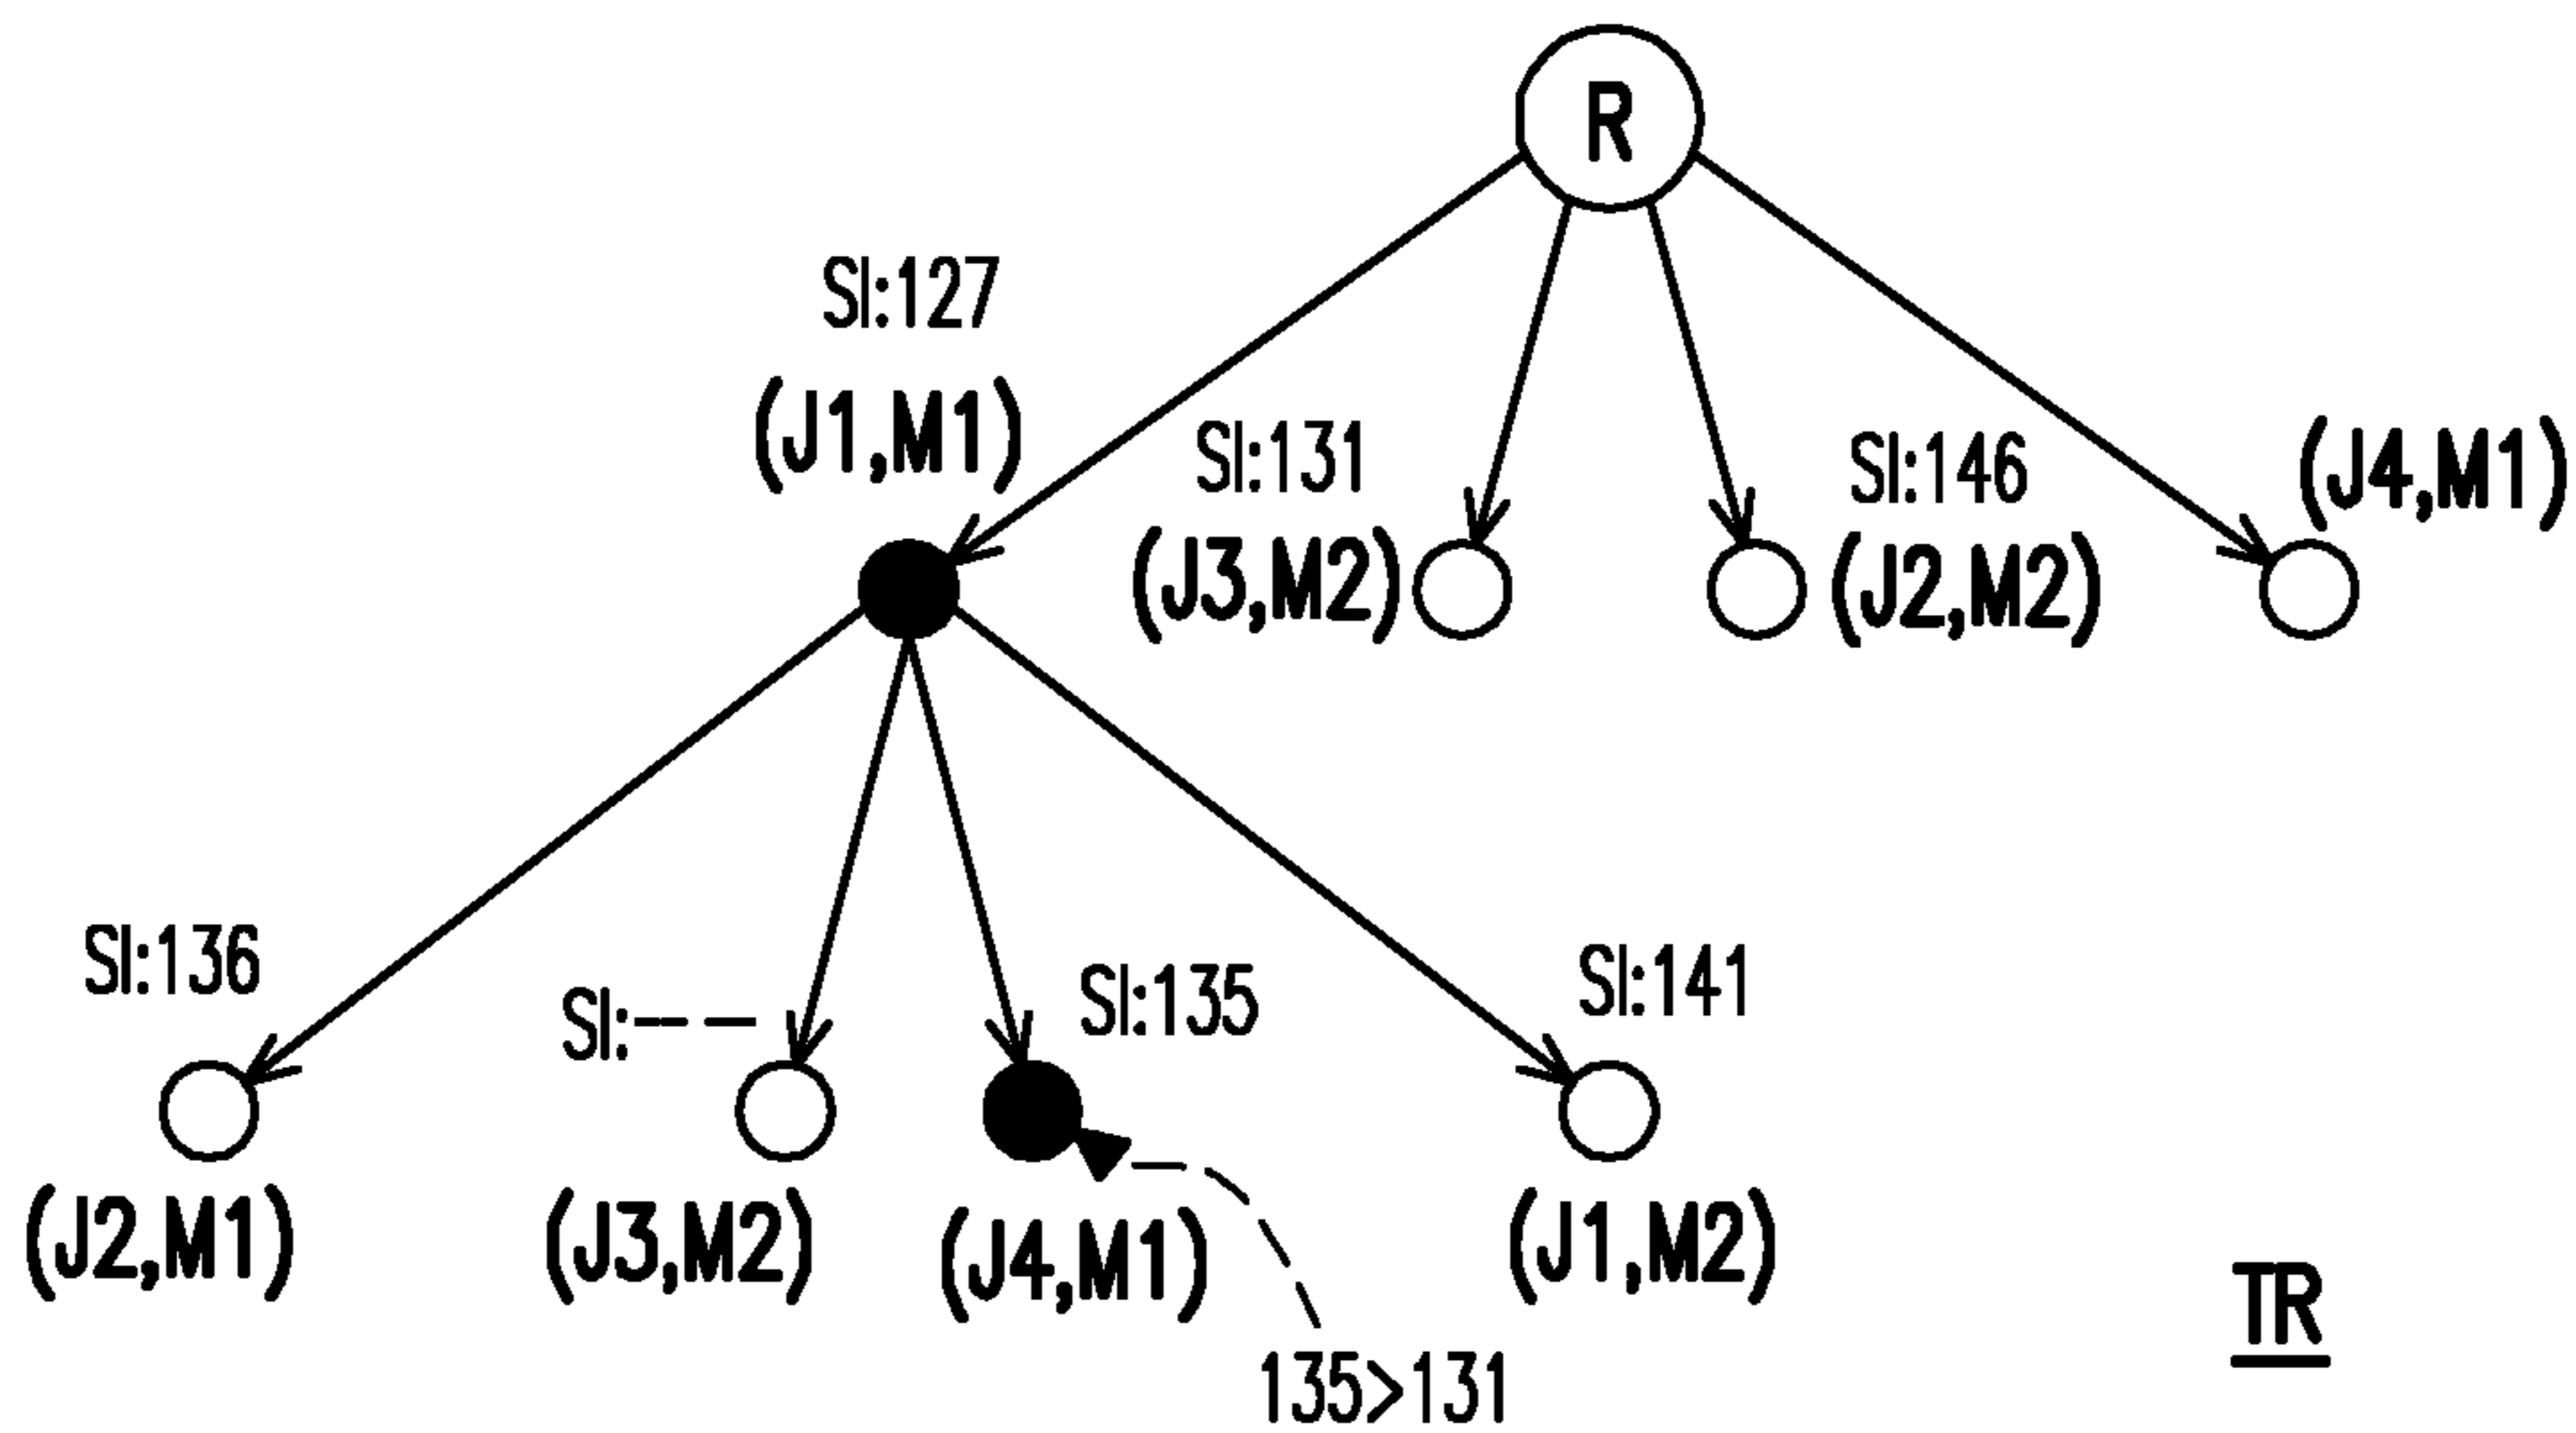 R
SI:127
(J1,M1)
SI:131
(J3,M2)
SI:146
(J2,M2)
(J4,M1)
SI:136
(J2,M1)
SI:-- —
(J3,M2)
SI:135
(J4,M1)
SI:141
(J1,M2)
135>131
TR